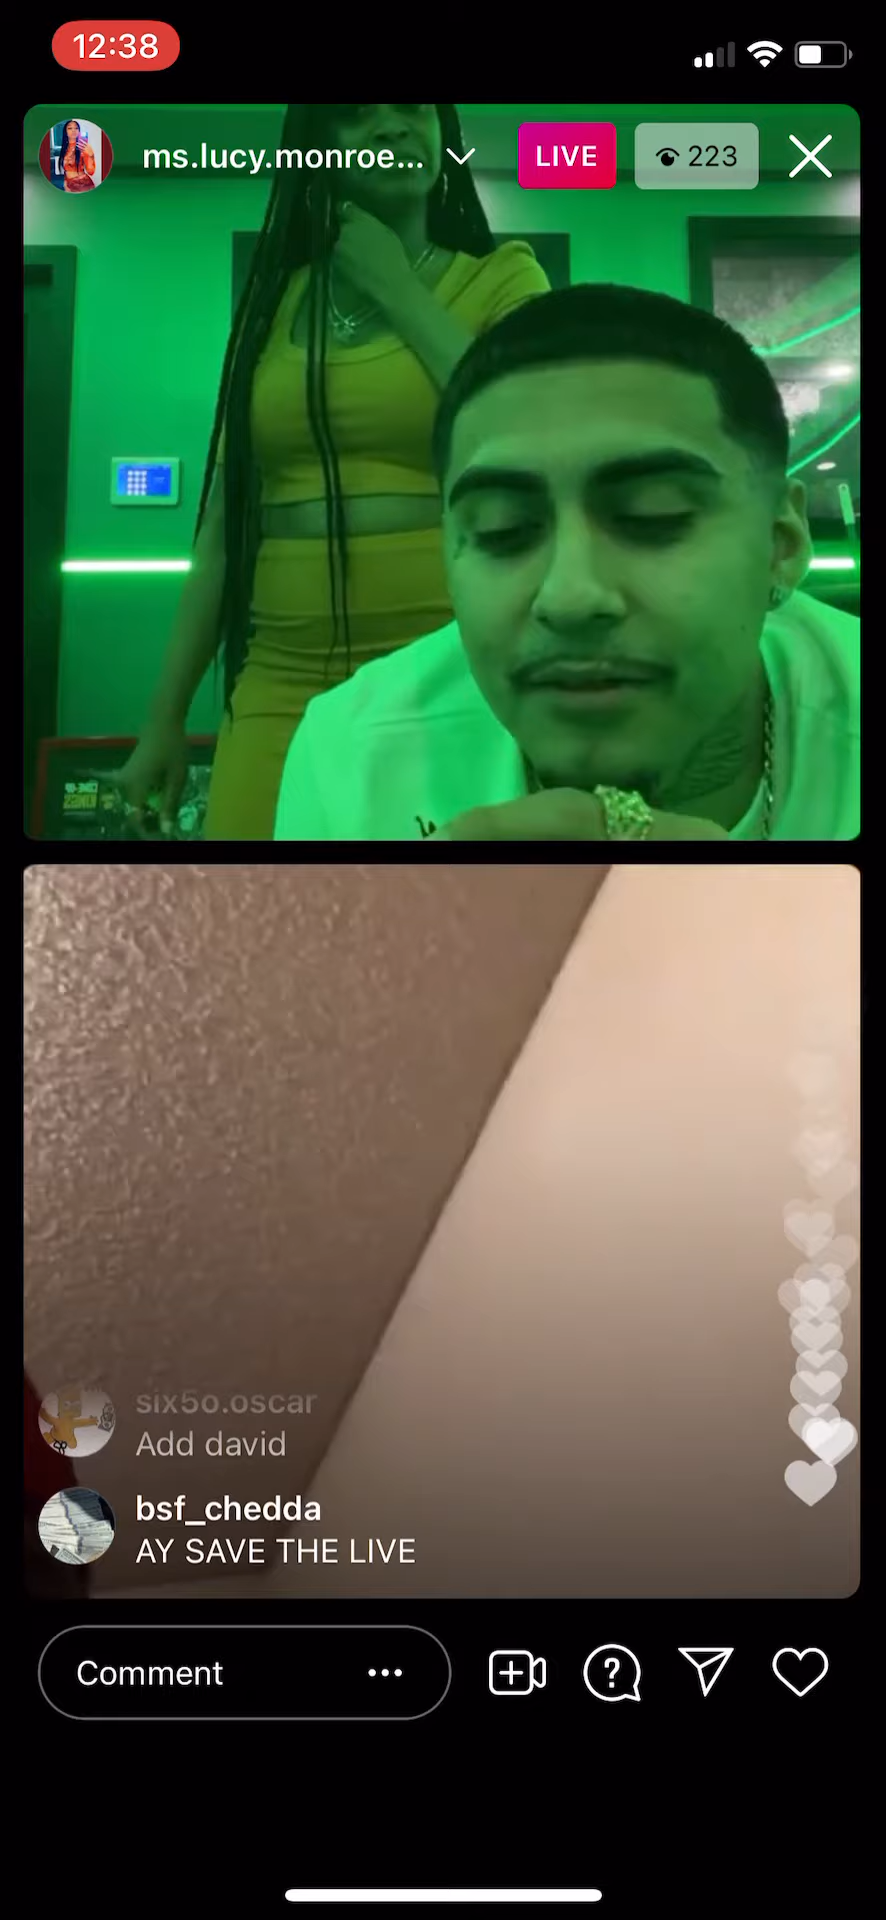 12:38
ms.lucy.monroe...
LIVE
223
six5o.oscar
Add david
bsf_chedda
AY SAVE THE LIVE
Comment